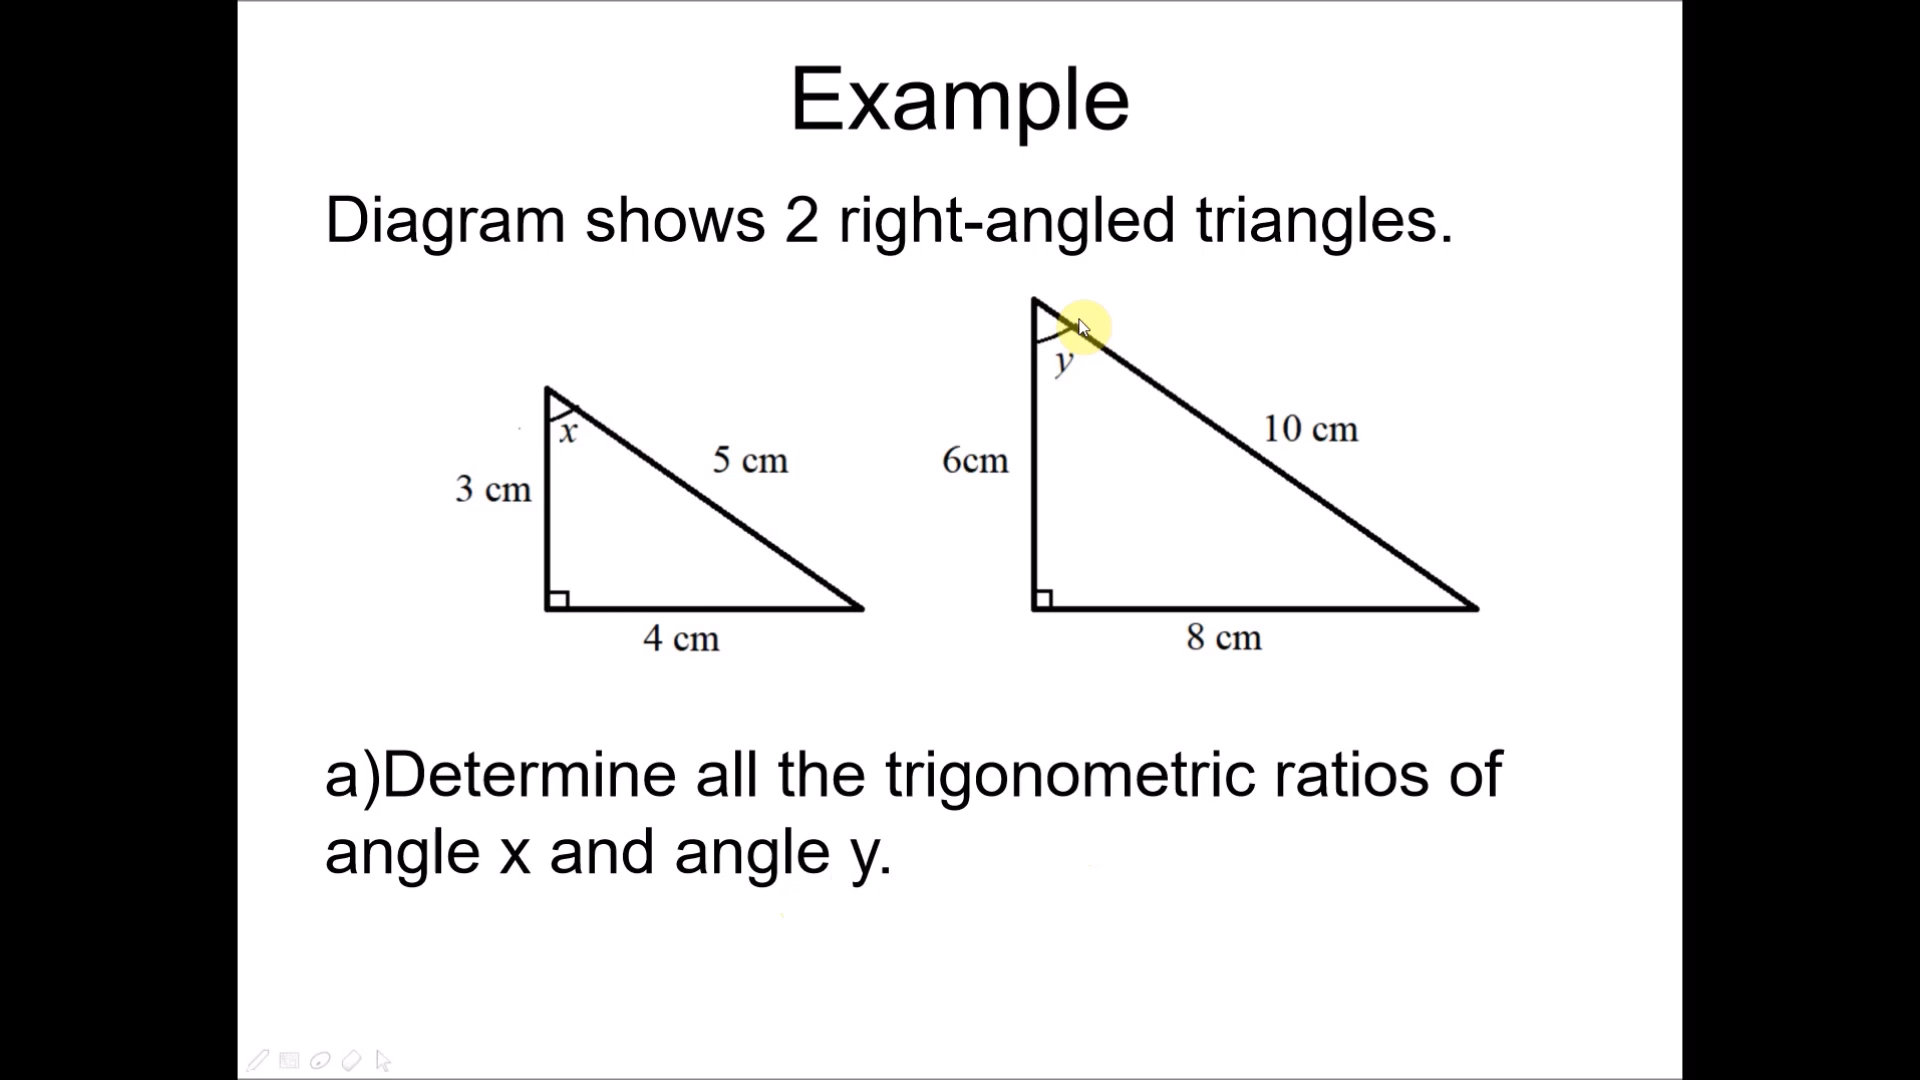 Example
Diagram shows 2 right-angled triangles.
y
x
3 cm
5 cm
4 cm
6cm
10 cm
8 cm
a)Determine all the trigonometric ratios of
angle x and angle y.